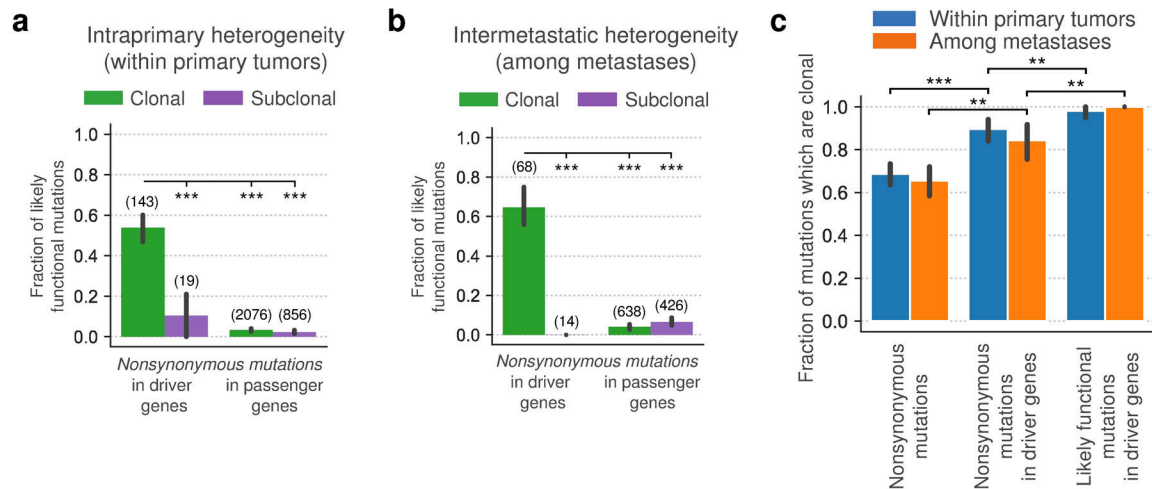 a
Intraprimary heterogeneity
(within primary tumors)
Clonal
Subclonal
Fraction of likely
functional mutations
1.0
0.8
0.6
0.4
0.2
0.0
(143)
(19)
(2076)
(856)
***
***
***
Nonsynonymous mutations
in driver
genes
in passenger
genes
b
Intermetastatic heterogeneity
(among metastases)
Clonal
Subclonal
Fraction of likely
functional mutations
1.0
0.8
0.6
0.4
0.2
0.0
(68)
(14)
(638)
(426)
***
***
***
Nonsynonymous mutations
in driver
genes
in passenger
genes
c
Within primary tumors
Among metastases
Fraction of mutations which are clonal
1.0
0.8
0.6
0.4
0.2
0.0
***
**
**
**
Nonsynonymous
mutations
Nonsynonymous
mutations
in driver genes
Likely functional
mutations
in driver genes